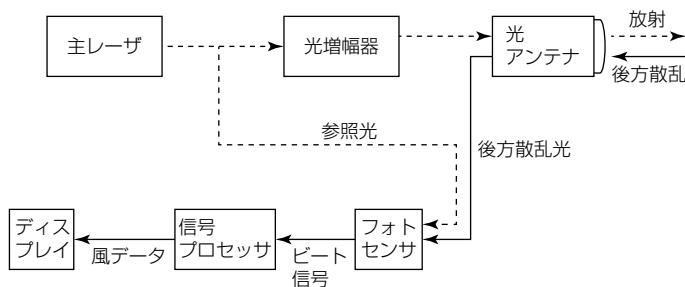 主レーザ
光増幅器
光
アンテナ
放射
後方散乱
参照光
後方散乱光
ディス
プレイ
風データ
信号
プロセッサ
ビート
信号
フォト
センサ